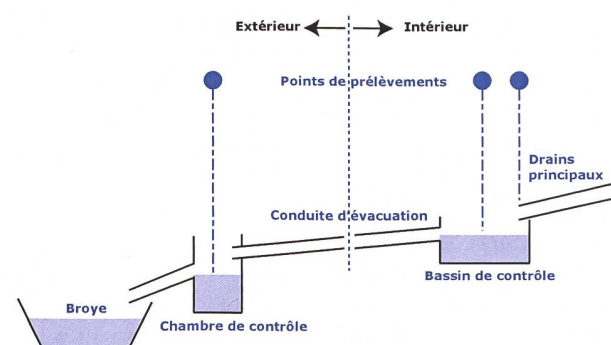 Extérieur Intérieur
Points de prélèvements
Drains
principaux
Conduite d'évacuation
Bassin de contrôle
Broye
Chambre de contrôle